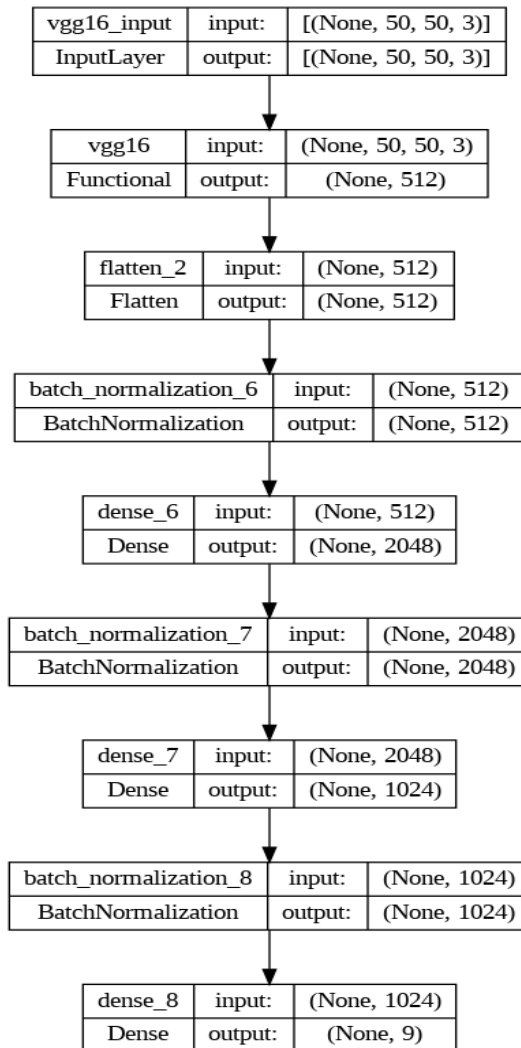 vgg16_input input: [(None, 50, 50, 3)]
InputLayer output: [(None, 50, 50, 3)]
vgg16 input: (None, 50, 50, 3)
Functional output: (None, 512)
flatten_2 input: (None, 512)
Flatten output: (None, 512)
batch_normalization_6 input: (None, 512)
BatchNormalization output: (None, 512)
dense_6 input: (None, 512)
Dense output: (None, 2048)
batch_normalization_7 input: (None, 2048)
BatchNormalization output: (None, 2048)
dense_7 input: (None, 2048)
Dense output: (None, 1024)
batch_normalization_8 input: (None, 1024)
BatchNormalization output: (None, 1024)
dense_8 input: (None, 1024)
Dense output: (None, 9)